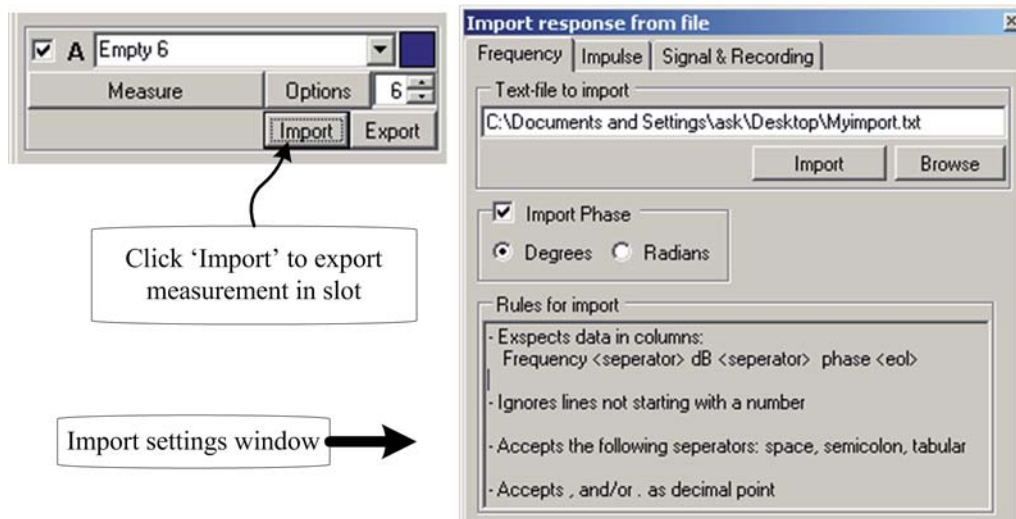 A Empty 6
Measure Options 6
Import Export
Click ‘Import’ to export
measurement in slot
Import settings window
Import response from file
Frequency Impulse Signal & Recording
Text-file to import
C:\Documents and Settings\ask\Desktop\Myimport.txt
Import Browse
Import Phase
Degrees Radians
Rules for import
- Exspects data in columns:
Frequency <seperator> dB <seperator> phase <eol>
- Ignores lines not starting with a number
- Accepts the following seperators: space, semicolon, tabular
- Accepts , and/or . as decimal point